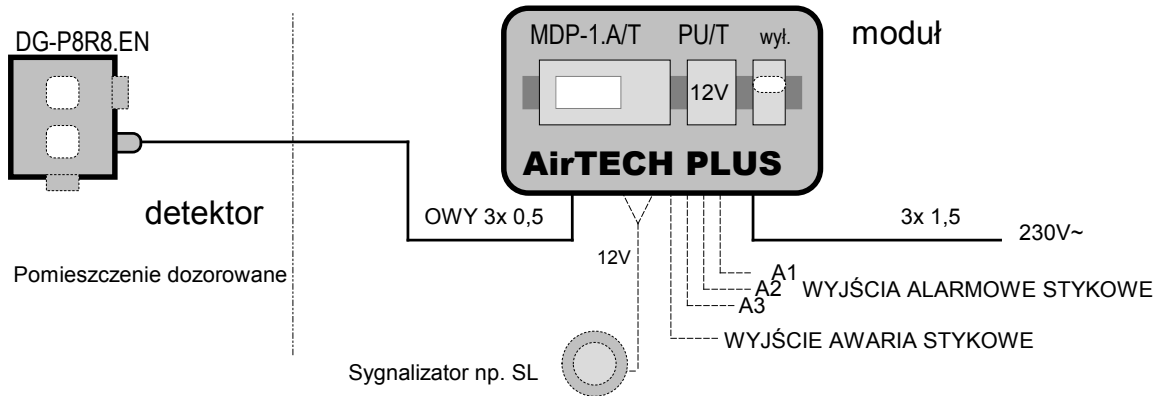 DG-P8R8.EN
MDP-1.A/T PU/T wył.
moduł
12V
AirTECH PLUS
detektor
OWY 3x 0,5
3x 1,5
230V~
12V
Pomieszczenie dozorowane
A1
A2 WYJŚCIA ALARMOWE STYKOWE
A3
WYJŚCIE AWARIA STYKOWE
Sygnalizator np. SL